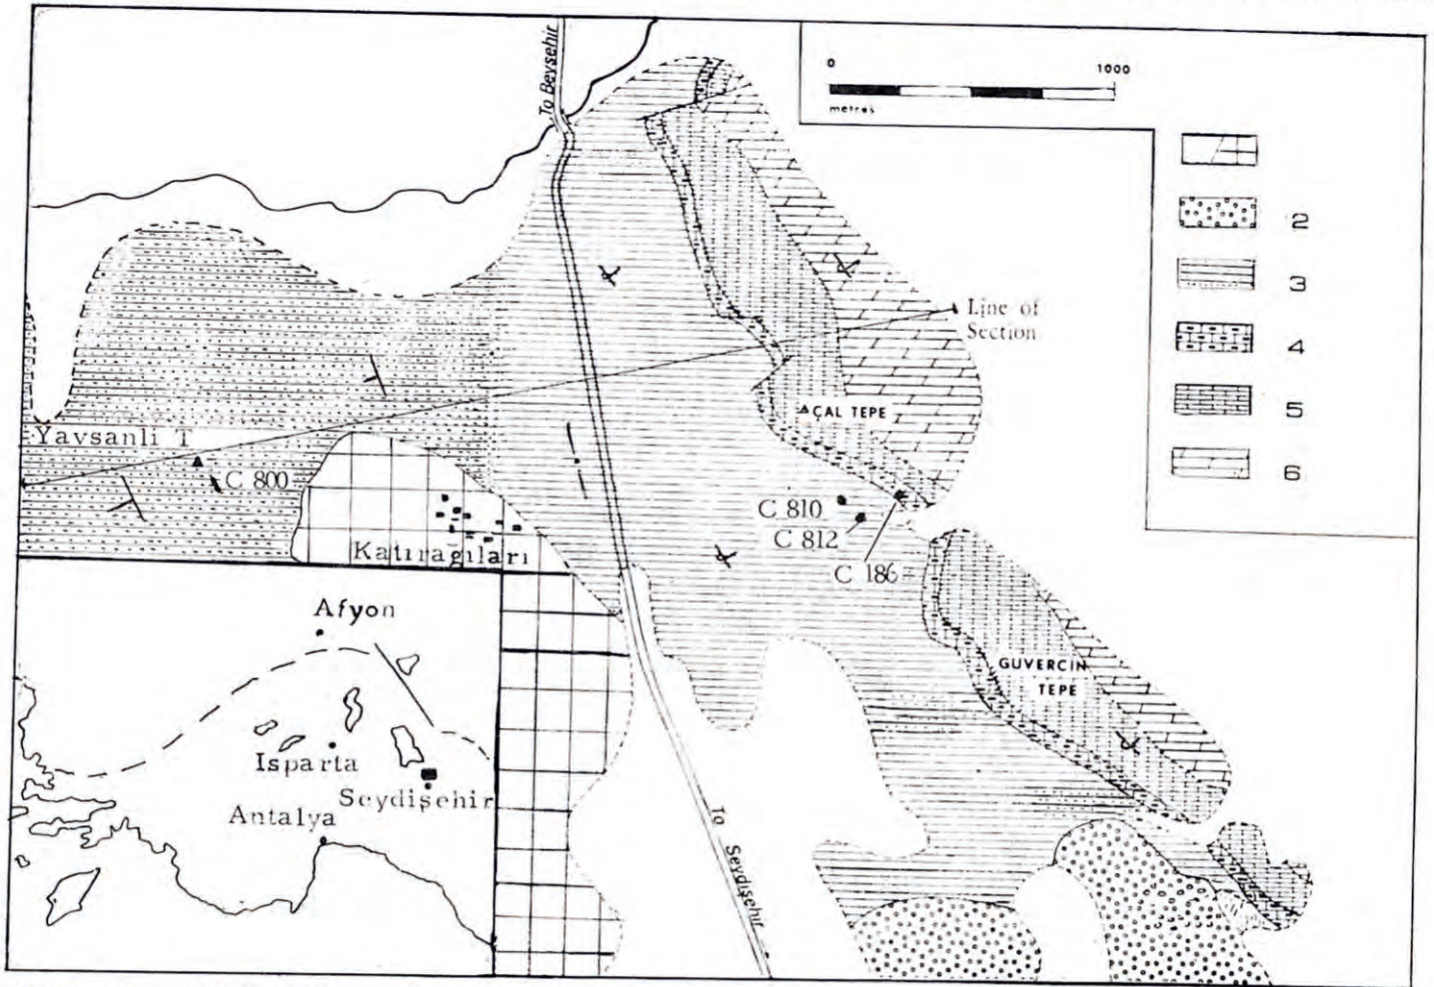 To Beyşehir
0 1000
metres
2
3
4
5
6
Line of
Section
ÇAL TEPE
Yavsanli T
C 800
C 810
C 812
C 186
Katıragıları
GUVERCIN
TEPE
To Seydişehir
Afyon
Isparta
Seydişehir
Antalya